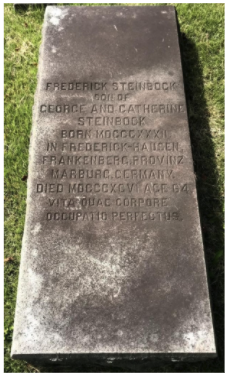 FREDERICK STEINBOCK
SON OF
GEORGE AND CATHERINE
STEINBOCK
BORN MDCCCXXXII
IN FREDERICK-HAUSEN,
FRANKENBERG, PROVINZ
MARBURG, GERMANY.
DIED MDCCCXCVI AGE 64
VITA QUAE CORPORE
OCCUPATIO PERFECTUS